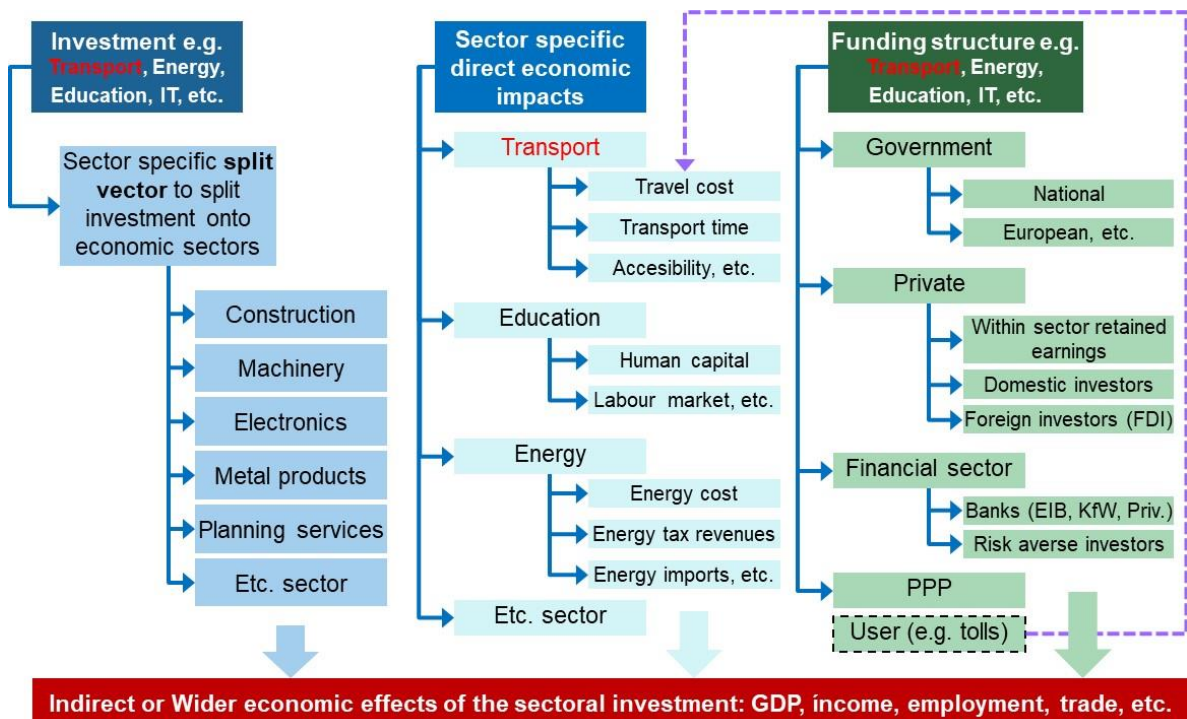 Investment e.g.
Transport, Energy,
Education, IT, etc.
Sector specific split
vector to split
investment onto
economic sectors
Construction
Machinery
Electronics
Metal products
Planning services
Etc. sector
Sector specific
direct economic
impacts
Transport
Travel cost
Transport time
Accesibility, etc.
Education
Human capital
Labour market, etc.
Energy
Energy cost
Energy tax revenues
Energy imports, etc.
Etc. sector
Funding structure e.g.
Transport, Energy,
Education, IT, etc.
Government
National
European, etc.
Private
Within sector retained
earnings
Domestic investors
Foreign investors (FDI)
Financial sector
Banks (EIB, KfW, Priv.)
Risk averse investors
PPP
User (e.g. tolls)
Indirect or Wider economic effects of the sectoral investment: GDP, íncome, employment, trade, etc.